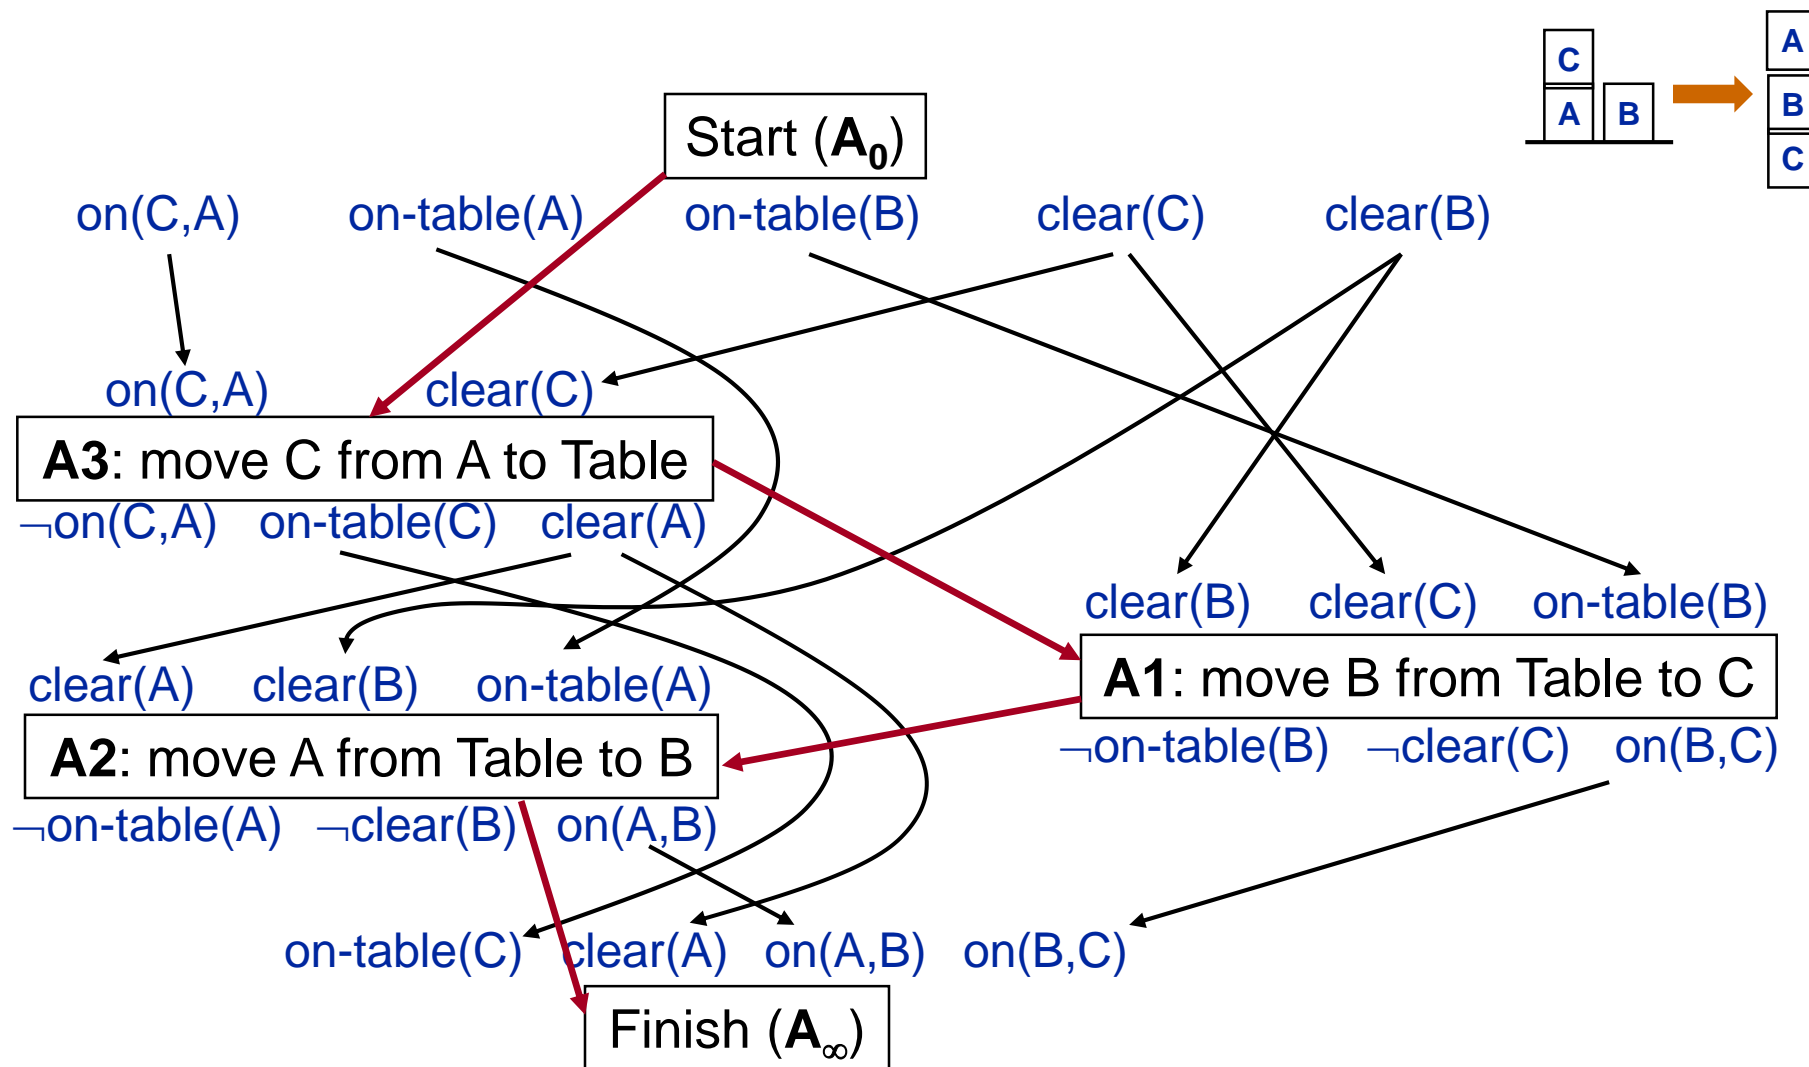 C
A B
A
B
C
Start (A₀)
on(C,A) on-table(A) on-table(B) clear(C) clear(B)
on(C,A) clear(C)
A3: move C from A to Table
¬on(C,A) on-table(C) clear(A)
clear(B) clear(C) on-table(B)
A1: move B from Table to C
¬on-table(B) ¬clear(C) on(B,C)
clear(A) clear(B) on-table(A)
A2: move A from Table to B
¬on-table(A) ¬clear(B) on(A,B)
on-table(C) clear(A) on(A,B) on(B,C)
Finish (A∞)